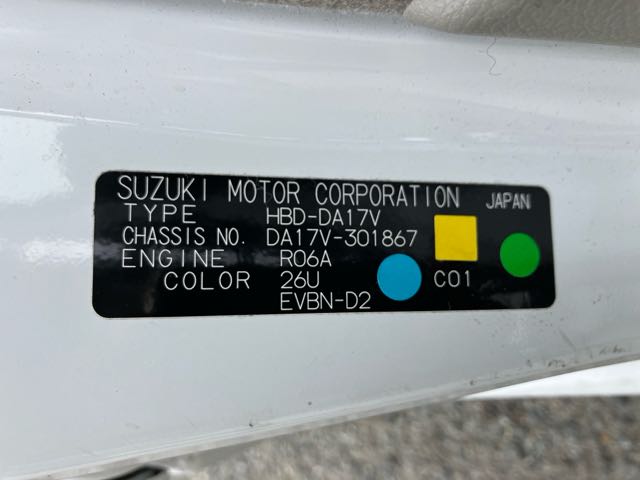 SUZUKI MOTOR CORPORATION JAPAN
TYPE HBD-DA17V
CHASSIS NO. DA17V-301867
ENGINE R06A
COLOR 26U C01
EVBN-D2